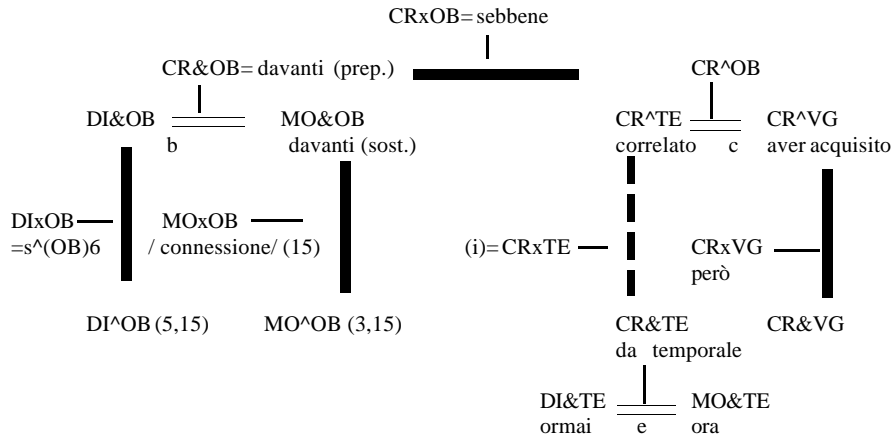 CRxOB= sebbene
CR&OB= davanti (prep.)
CR^OB
DI&OB
MO&OB
CR^TE
CR^VG
b
davanti (sost.)
correlato
c
aver acquisito
DIxOB
MOxOB
(i)= CRxTE
CRxVG
=s^(OB)6
/ connessione/ (15)
però
DI^OB (5,15)
MO^OB (3,15)
CR&TE
CR&VG
da temporale
DI&TE
MO&TE
ormai
e
ora